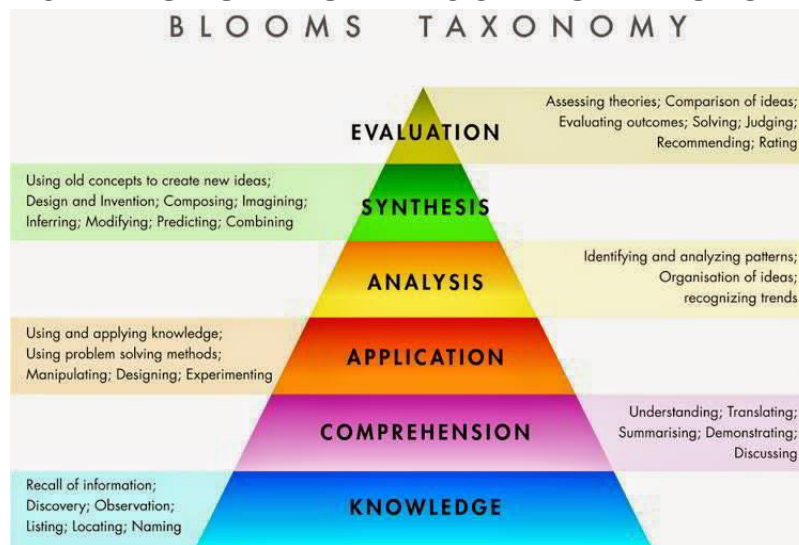 BLOOMS TAXONOMY
EVALUATION
Assessing theories; Comparison of ideas;
Evaluating outcomes; Solving; Judging;
Recommending; Rating
Using old concepts to create new ideas;
Design and Invention; Composing; Imagining;
Inferring; Modifying; Predicting; Combining
SYNTHESIS
ANALYSIS
Identifying and analyzing patterns;
Organisation of ideas;
recognizing trends
Using and applying knowledge;
Using problem solving methods;
Manipulating; Designing; Experimenting
APPLICATION
COMPREHENSION
Understanding; Translating;
Summarising; Demonstrating;
Discussing
Recall of information;
Discovery; Observation;
Listing; Locating; Naming
KNOWLEDGE